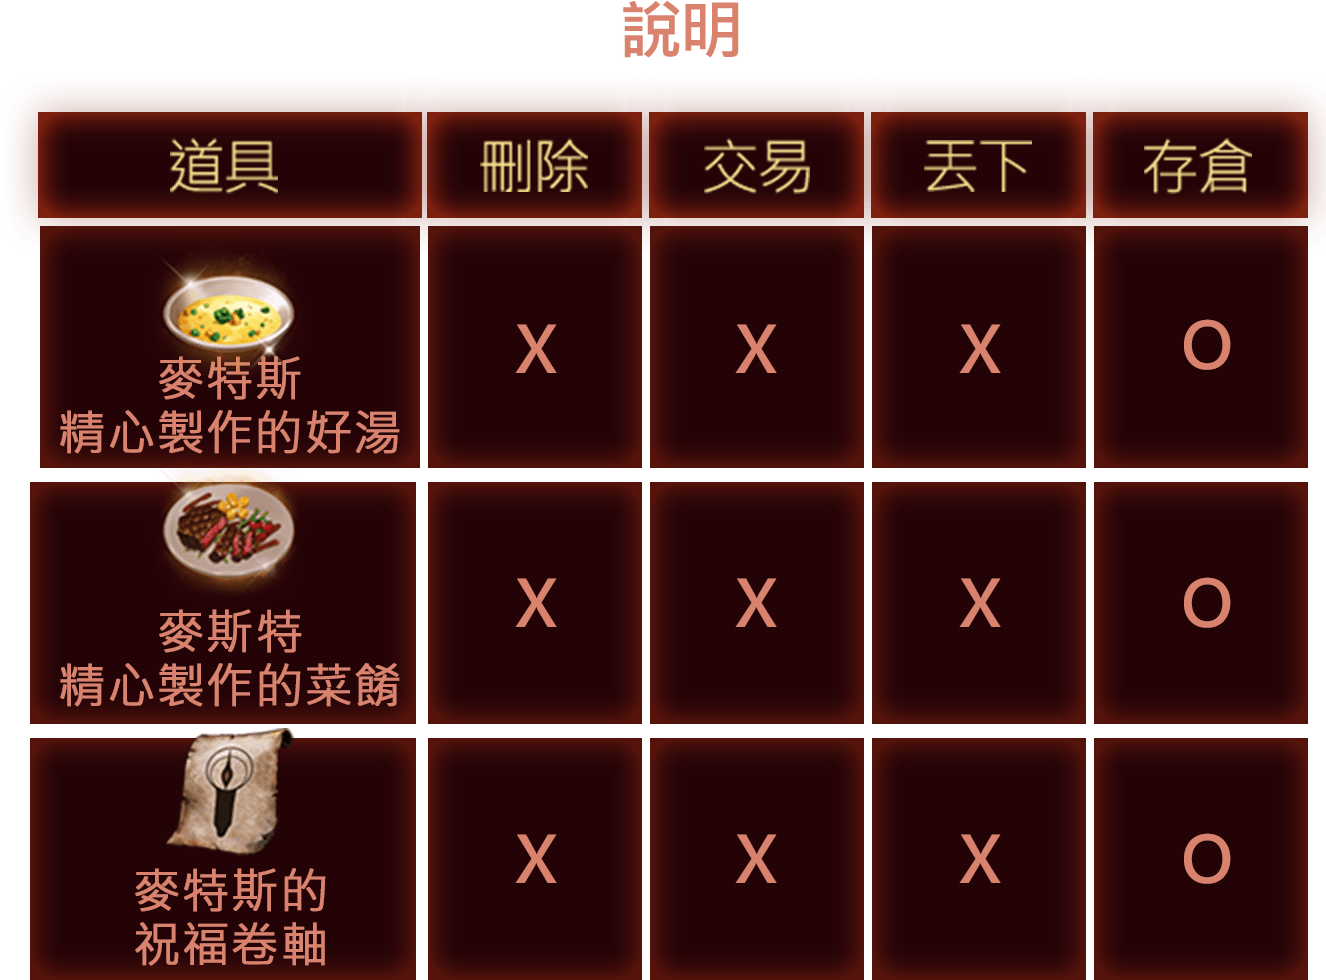 說明
道具 刪除 交易 丟下 存倉
麥特斯
精心製作的好湯
X X X O
麥斯特
精心製作的菜餚
X X X O
麥特斯的
祝福卷軸
X X X O